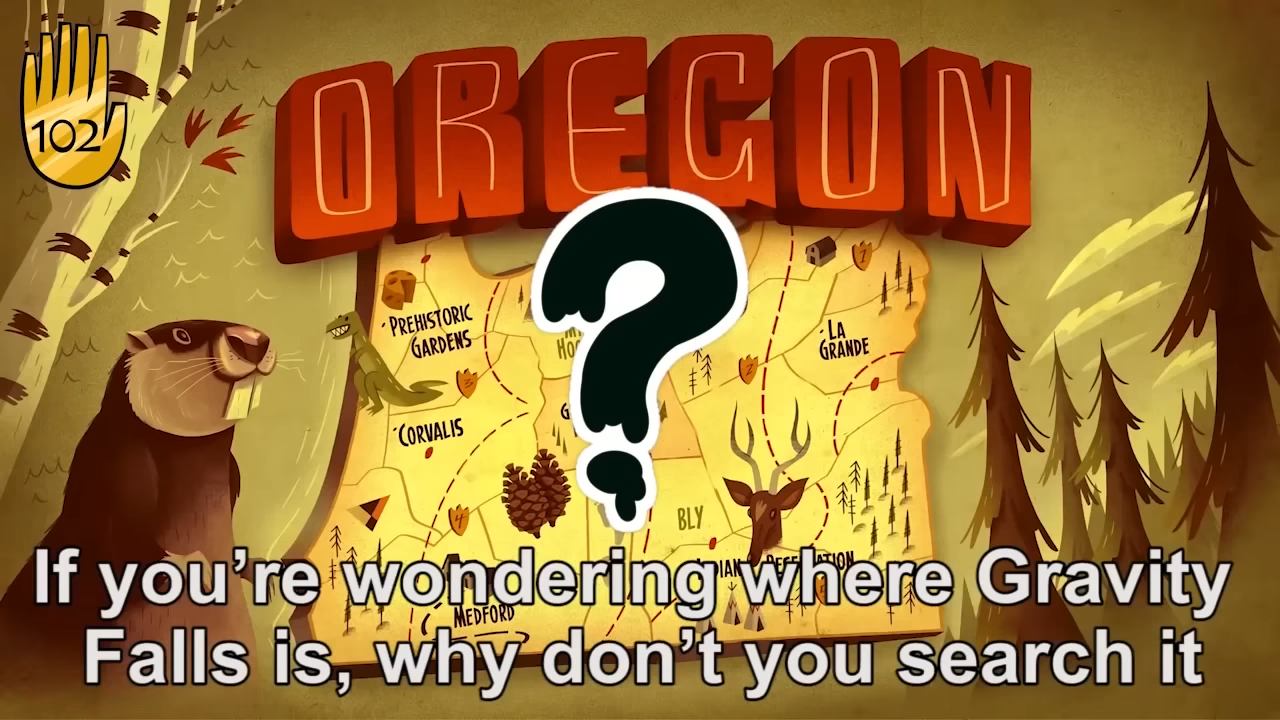 102
OREGON
PREHISTORIC
GARDENS
LA
GRANDE
CORVALIS
BLY
MEDFORD
If you’re wondering where Gravity
Falls is, why don’t you search it